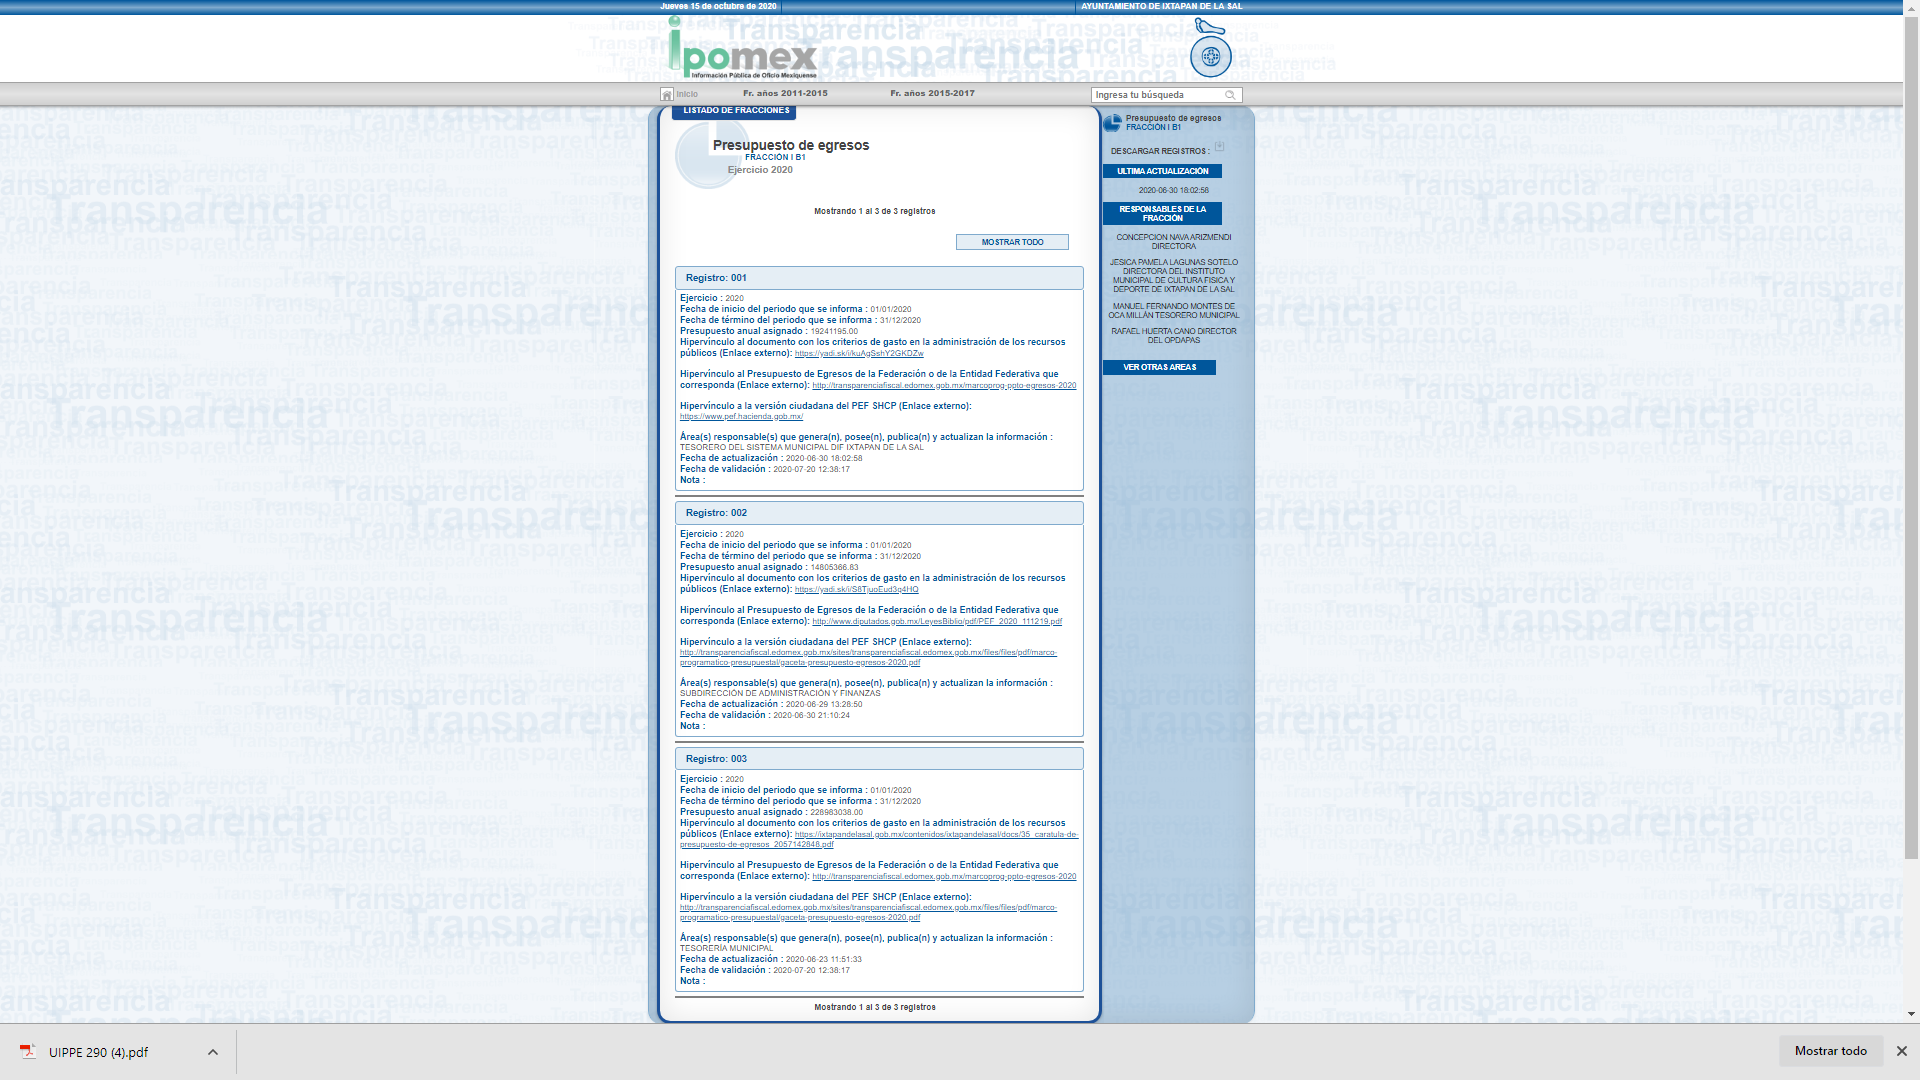 Jueves 15 de octubre de 2020
AYUNTAMIENTO DE IXTAPAN DE LA SAL
ipomex
Información Pública de Oficio Mexiquense
Inicio
Fr. años 2011-2015
Fr. años 2015-2017
Ingresa tu búsqueda
LISTADO DE FRACCIONES
Presupuesto de egresos
FRACCIÓN I B1
Ejercicio 2020
Mostrando 1 al 3 de 3 registros
MOSTRAR TODO
Registro: 001
Ejercicio : 2020
Fecha de inicio del periodo que se informa : 01/01/2020
Fecha de término del periodo que se informa : 31/12/2020
Presupuesto anual asignado : 19241195.00
Hipervínculo al documento con los criterios de gasto en la administración de los recursos
públicos (Enlace externo): https://yadi.sk/i/kuAgSshY2GKDZw
Hipervínculo al Presupuesto de Egresos de la Federación o de la Entidad Federativa que
corresponda (Enlace externo): http://transparenciafiscal.edomex.gob.mx/marcoprog-ppto-egresos-2020
Hipervínculo a la versión ciudadana del PEF SHCP (Enlace externo):
https://www.pef.hacienda.gob.mx/
Área(s) responsable(s) que genera(n), posee(n), publica(n) y actualizan la información :
TESORERO DEL SISTEMA MUNICIPAL DIF IXTAPAN DE LA SAL
Fecha de actualización : 2020-06-30 18:02:58
Fecha de validación : 2020-07-20 12:38:17
Nota :
Registro: 002
Ejercicio : 2020
Fecha de inicio del periodo que se informa : 01/01/2020
Fecha de término del periodo que se informa : 31/12/2020
Presupuesto anual asignado : 14805366.83
Hipervínculo al documento con los criterios de gasto en la administración de los recursos
públicos (Enlace externo): https://yadi.sk/i/S8TjuoEud3q4HQ
Hipervínculo al Presupuesto de Egresos de la Federación o de la Entidad Federativa que
corresponda (Enlace externo): http://www.diputados.gob.mx/LeyesBiblio/pdf/PEF_2020_111219.pdf
Hipervínculo a la versión ciudadana del PEF SHCP (Enlace externo):
http://transparenciafiscal.edomex.gob.mx/sites/transparenciafiscal.edomex.gob.mx/files/files/pdf/marco-
programatico-presupuestal/gaceta-presupuesto-egresos-2020.pdf
Área(s) responsable(s) que genera(n), posee(n), publica(n) y actualizan la información :
SUBDIRECCIÓN DE ADMINISTRACIÓN Y FINANZAS
Fecha de actualización : 2020-06-29 13:28:50
Fecha de validación : 2020-06-30 21:10:24
Nota :
Registro: 003
Ejercicio : 2020
Fecha de inicio del periodo que se informa : 01/01/2020
Fecha de término del periodo que se informa : 31/12/2020
Presupuesto anual asignado : 228983038.00
Hipervínculo al documento con los criterios de gasto en la administración de los recursos
públicos (Enlace externo): https://ixtapandelasal.gob.mx/contenidos/ixtapandelasal/docs/35_caratula-de-
presupuesto-de-egresos_2057142848.pdf
Hipervínculo al Presupuesto de Egresos de la Federación o de la Entidad Federativa que
corresponda (Enlace externo): http://transparenciafiscal.edomex.gob.mx/marcoprog-ppto-egresos-2020
Hipervínculo a la versión ciudadana del PEF SHCP (Enlace externo):
http://transparenciafiscal.edomex.gob.mx/sites/transparenciafiscal.edomex.gob.mx/files/files/pdf/marco-
programatico-presupuestal/gaceta-presupuesto-egresos-2020.pdf
Área(s) responsable(s) que genera(n), posee(n), publica(n) y actualizan la información :
TESORERÍA MUNICIPAL
Fecha de actualización : 2020-06-23 11:51:33
Fecha de validación : 2020-07-20 12:38:17
Nota :
Mostrando 1 al 3 de 3 registros
Presupuesto de egresos
FRACCIÓN I B1
DESCARGAR REGISTROS :
ULTIMA ACTUALIZACIÓN
2020-06-30 18:02:58
RESPONSABLES DE LA
FRACCIÓN
CONCEPCION NAVA ARIZMENDI
DIRECTORA
JESICA PAMELA LAGUNAS SOTELO
DIRECTORA DEL INSTITUTO
MUNICIPAL DE CULTURA FISICA Y
DEPORTE DE IXTAPAN DE LA SAL
MANUEL FERNANDO MONTES DE
OCA MILLÁN TESORERO MUNICIPAL
RAFAEL HUERTA CANO DIRECTOR
DEL OPDAPAS
VER OTRAS AREAS
UIPPE 290 (4).pdf
Mostrar todo